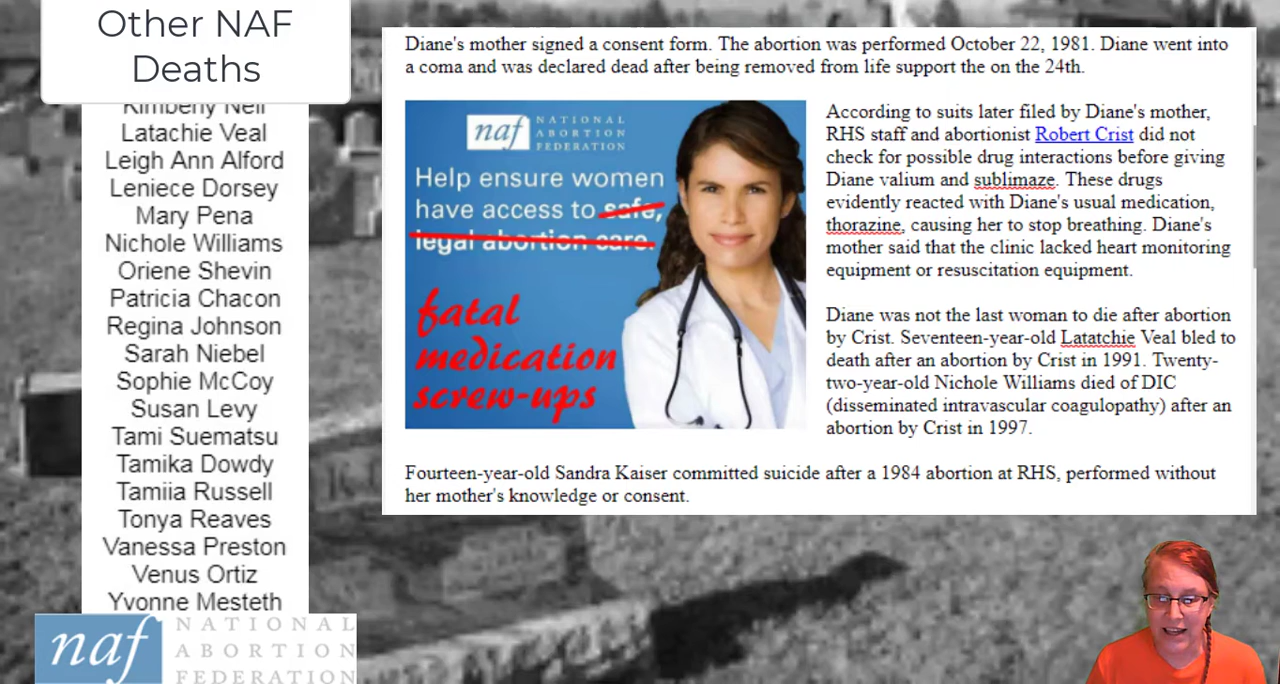 Other NAF
Deaths
Kimberly Neil
Latachie Veal
Leigh Ann Alford
Leniece Dorsey
Mary Pena
Nichole Williams
Oriene Shevin
Patricia Chacon
Regina Johnson
Sarah Niebel
Sophie McCoy
Susan Levy
Tami Suematsu
Tamika Dowdy
Tamiia Russell
Tonya Reaves
Vanessa Preston
Venus Ortiz
Yvonne Mesteth
naf NATIONAL
ABORTION
FEDERATION
Diane's mother signed a consent form. The abortion was performed October 22, 1981. Diane went into
a coma and was declared dead after being removed from life support the on the 24th.
naf NATIONAL
ABORTION
FEDERATION
Help ensure women
have access to safe,
legal abortion care.
fatal
medication
screw-ups
According to suits later filed by Diane's mother,
RHS staff and abortionist Robert Crist did not
check for possible drug interactions before giving
Diane valium and sublimaze. These drugs
evidently reacted with Diane's usual medication,
thorazine, causing her to stop breathing. Diane's
mother said that the clinic lacked heart monitoring
equipment or resuscitation equipment.
Diane was not the last woman to die after abortion
by Crist. Seventeen-year-old Latatchie Veal bled to
death after an abortion by Crist in 1991. Twenty-
two-year-old Nichole Williams died of DIC
(disseminated intravascular coagulopathy) after an
abortion by Crist in 1997.
Fourteen-year-old Sandra Kaiser committed suicide after a 1984 abortion at RHS, performed without
her mother's knowledge or consent.